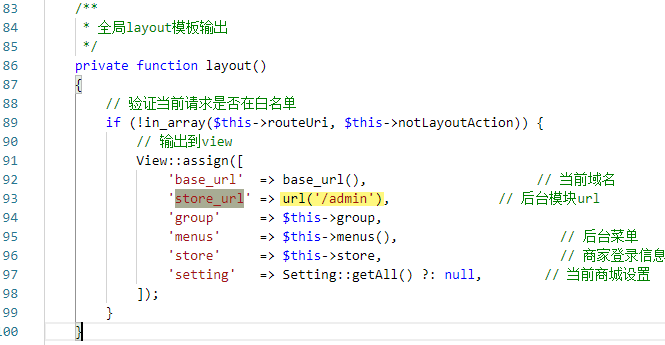 83 /**
84 * 全局layout模板输出
85 */
86 private function layout()
87 {
88 // 验证当前请求是否在白名单
89 if (!in_array($this->routeUri, $this->notLayoutAction)) {
90 // 输出到view
91 View::assign([
92 'base_url' => base_url(), // 当前域名
93 'store_url' => url('/admin'), // 后台模块url
94 'group' => $this->group,
95 'menus' => $this->menus(), // 后台菜单
96 'store' => $this->store, // 商家登录信息
97 'setting' => Setting::getAll() ?: null, // 当前商城设置
98 ]);
99 }
100 }